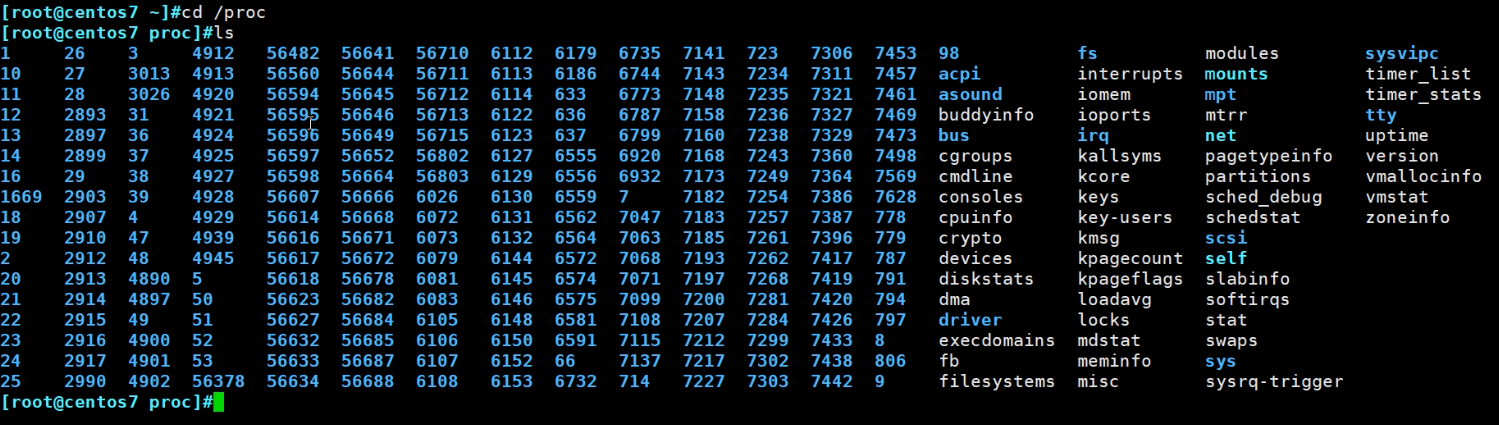 [root@centos7 ~]#cd /proc
[root@centos7 proc]#ls
1 26 3 4912 56482 56641 56710 6112 6179 6735 7141 723 7306 7453 98 fs modules sysvipc
10 27 3013 4913 56560 56644 56711 6113 6186 6744 7143 7234 7311 7457 acpi interrupts mounts timer_list
11 28 3026 4920 56594 56645 56712 6114 633 6773 7148 7235 7321 7461 asound iomem mpt timer_stats
12 2893 31 4921 56595 56646 56713 6122 636 6787 7158 7236 7327 7469 buddyinfo ioports mtrr tty
13 2897 36 4924 56596 56649 56715 6123 637 6799 7160 7238 7329 7473 bus irq net uptime
14 2899 37 4925 56597 56652 56802 6127 6555 6920 7168 7243 7360 7498 cgroups kallsyms pagetypeinfo version
16 29 38 4927 56598 56664 56803 6129 6556 6932 7173 7249 7364 7569 cmdline kcore partitions vmallocinfo
1669 2903 39 4928 56607 56666 6026 6130 6559 7 7182 7254 7386 7628 consoles keys sched_debug vmstat
18 2907 4 4929 56614 56668 6072 6131 6562 7047 7183 7257 7387 778 cpuinfo key-users schedstat zoneinfo
19 2910 47 4939 56616 56671 6073 6132 6564 7063 7185 7261 7396 779 crypto kmsg scsi
2 2912 48 4945 56617 56672 6079 6144 6572 7068 7193 7262 7417 787 devices kpagecount self
20 2913 4890 5 56618 56678 6081 6145 6574 7071 7197 7268 7419 791 diskstats kpageflags slabinfo
21 2914 4897 50 56623 56682 6083 6146 6575 7099 7200 7281 7420 794 dma loadavg softirqs
22 2915 49 51 56627 56684 6105 6148 6581 7108 7207 7284 7426 797 driver locks stat
23 2916 4900 52 56632 56685 6106 6150 6591 7115 7212 7299 7433 8 execdomains mdstat swaps
24 2917 4901 53 56633 56687 6107 6152 66 7137 7217 7302 7438 806 fb meminfo sys
25 2990 4902 56378 56634 56688 6108 6153 6732 714 7227 7303 7442 9 filesystems misc sysrq-trigger
[root@centos7 proc]#